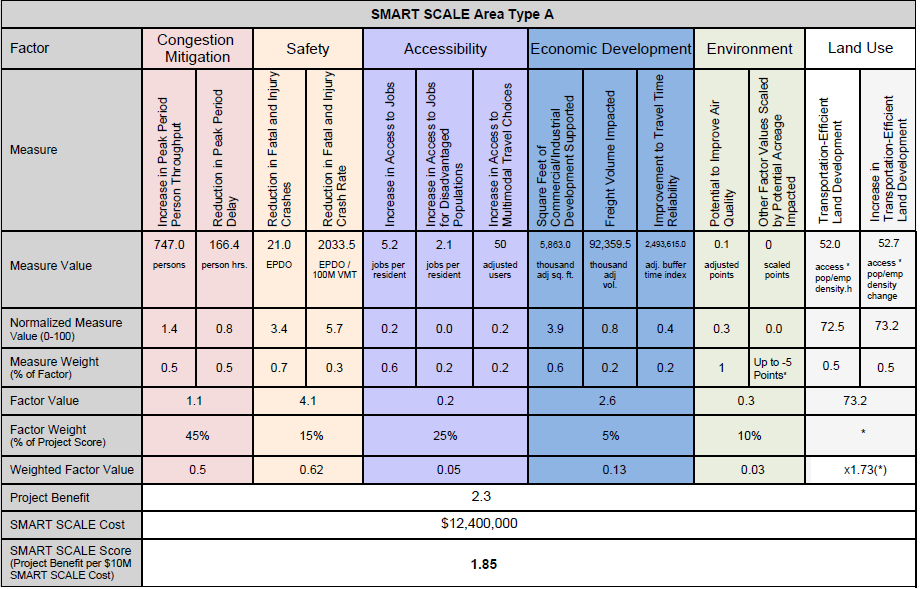 SMART SCALE Area Type A
Factor
Congestion
Mitigation
Safety
Accessibility
Economic Development
Environment
Land Use
Measure
Increase in Peak Period
Person Throughput
Reduction in Peak Period
Delay
Reduction in Fatal and Injury
Crashes
Reduction in Fatal and Injury
Crash Rate
Increase in Access to Jobs
Increase in Access to Jobs
for Disadvantaged
Populations
Increase in Access to
Multimodal Travel Choices
Square Feet of
Commercial/Industrial
Development Supported
Freight Volume Impacted
Improvement to Travel Time
Reliability
Potential to Improve Air
Quality
Other Factor Values Scaled
by Potential Acreage
Impacted
Transportation-Efficient
Land Development
Increase in
Transportation-Efficient
Land Development
Measure Value
747.0
persons
166.4
person hrs.
21.0
EPDO
2033.5
EPDO /
100M VMT
5.2
jobs per
resident
2.1
jobs per
resident
50
adjusted
users
5,863.0
thousand
adj sq. ft.
92,359.5
thousand
adj
vol.
2,493,615.0
adj. buffer
time index
0.1
adjusted
points
0
scaled
points
52.0
access *
pop/emp
density.h
52.7
access *
pop/emp
density
change
Normalized Measure
Value (0-100)
1.4
0.8
3.4
5.7
0.2
0.0
0.2
3.9
0.8
0.4
0.3
0.0
72.5
73.2
Measure Weight
(% of Factor)
0.5
0.5
0.7
0.3
0.6
0.2
0.2
0.6
0.2
0.2
1
Up to -5
Points*
0.5
0.5
Factor Value
1.1
4.1
0.2
2.6
0.3
73.2
Factor Weight
(% of Project Score)
45%
15%
25%
5%
10%
*
Weighted Factor Value
0.5
0.62
0.05
0.13
0.03
x1.73(*)
Project Benefit
2.3
SMART SCALE Cost
$12,400,000
SMART SCALE Score
(Project Benefit per $10M
SMART SCALE Cost)
1.85